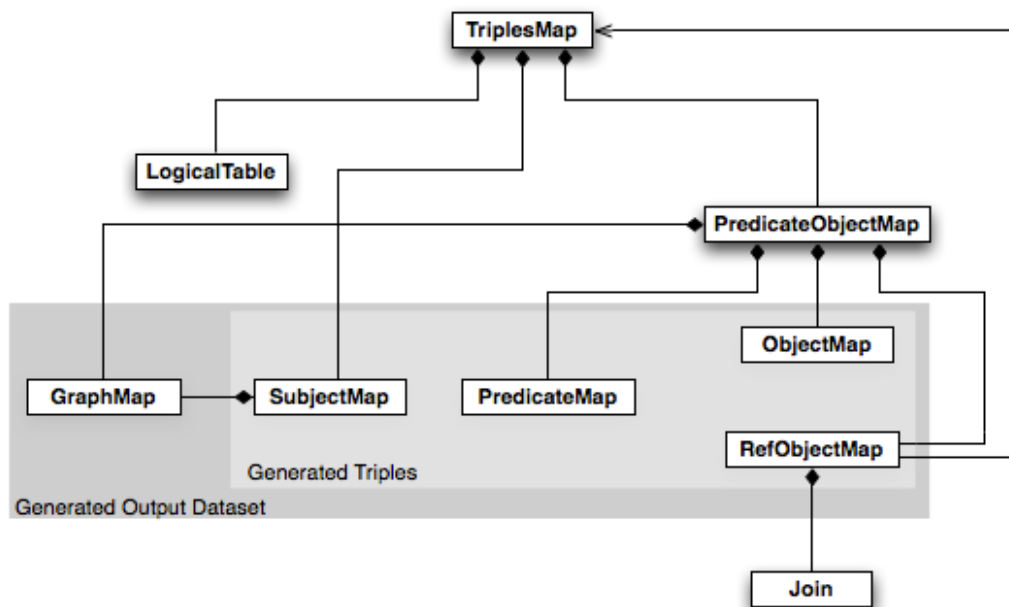 TriplesMap
LogicalTable
PredicateObjectMap
ObjectMap
GraphMap
SubjectMap
PredicateMap
RefObjectMap
Generated Triples
Generated Output Dataset
Join